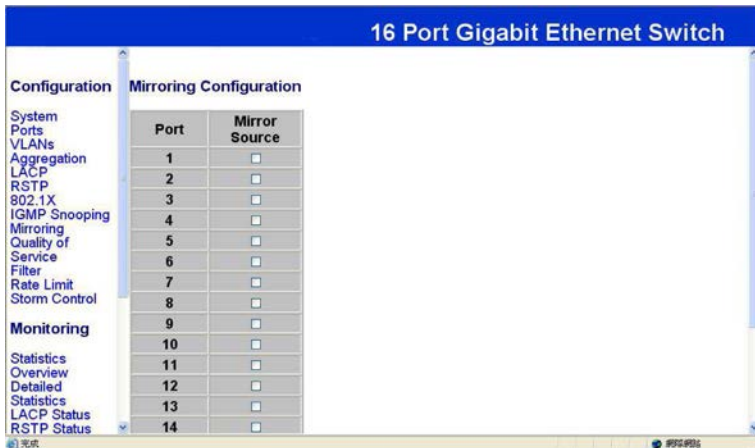 16 Port Gigabit Ethernet Switch
Configuration
System
Ports
VLANs
Aggregation
LACP
RSTP
802.1X
IGMP Snooping
Mirroring
Quality of
Service
Filter
Rate Limit
Storm Control
Monitoring
Statistics
Overview
Detailed
Statistics
LACP Status
RSTP Status
Mirroring Configuration
Port Mirror Source
1
2
3
4
5
6
7
8
9
10
11
12
13
14
完成